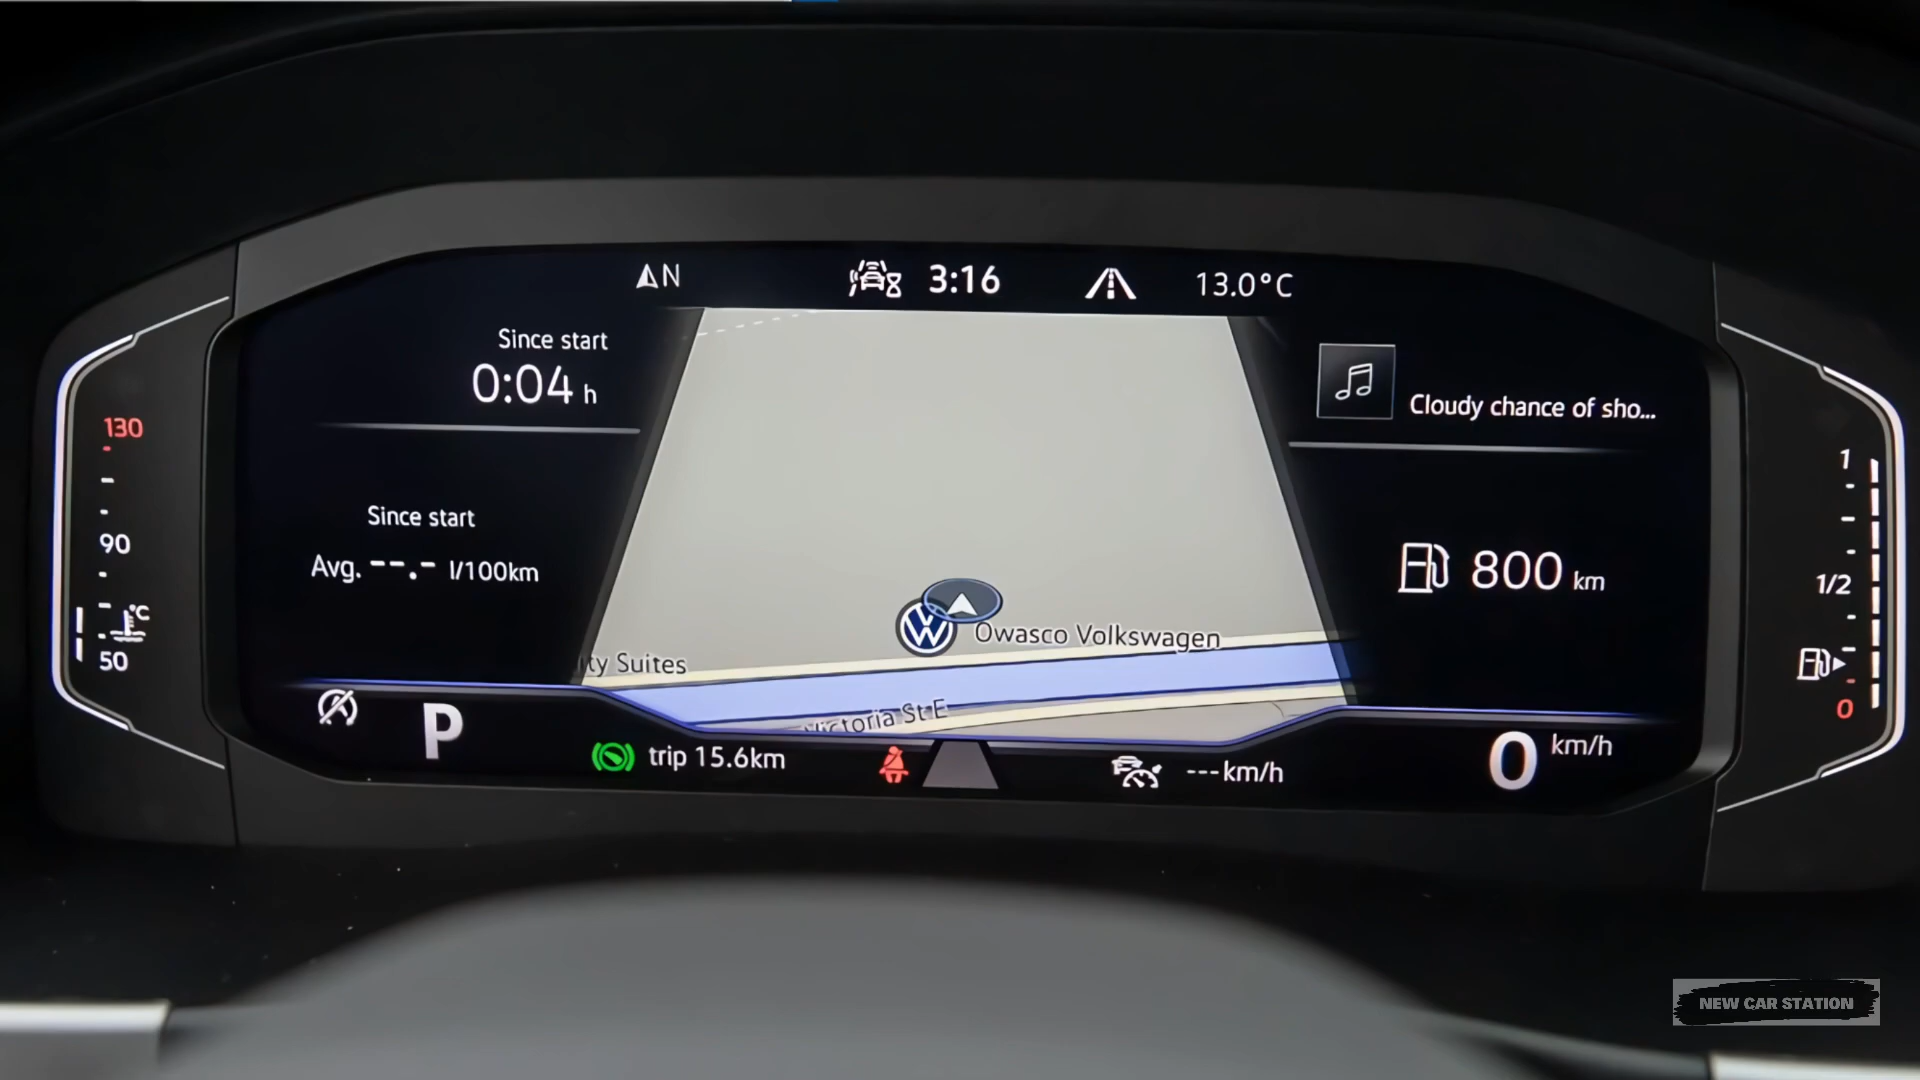 N
3:16
13.0°C
Since start
0:04 h
Cloudy chance of sho...
130
90
50
°C
Since start
Avg. --.- l/100km
800 km
1
1/2
0
Owasco Volkswagen
ty Suites
Victoria St E
P
trip 15.6km
---km/h
0 km/h
NEW CAR STATION